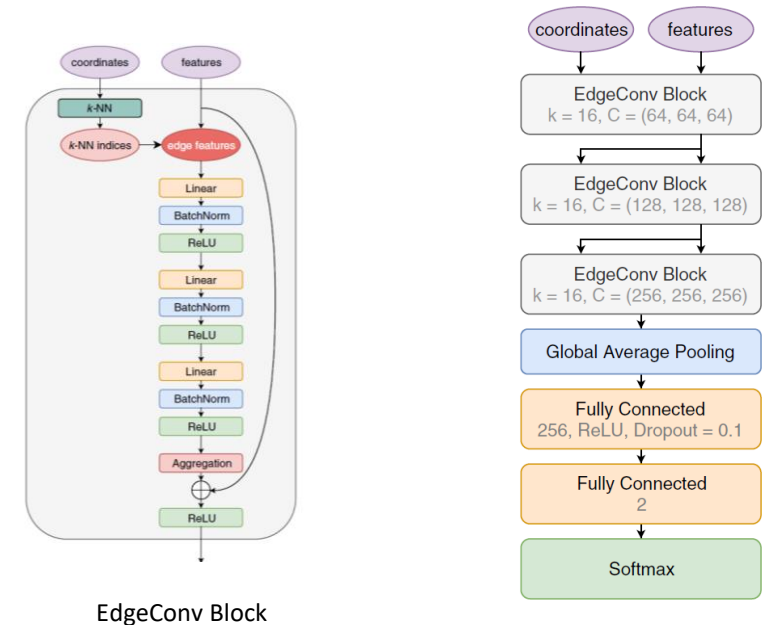 coordinates
features
k-NN
k-NN indices
edge features
Linear
BatchNorm
ReLU
Linear
BatchNorm
ReLU
Linear
BatchNorm
ReLU
Aggregation
ReLU
EdgeConv Block
coordinates
features
EdgeConv Block
k = 16, C = (64, 64, 64)
EdgeConv Block
k = 16, C = (128, 128, 128)
EdgeConv Block
k = 16, C = (256, 256, 256)
Global Average Pooling
Fully Connected
256, ReLU, Dropout = 0.1
Fully Connected
2
Softmax